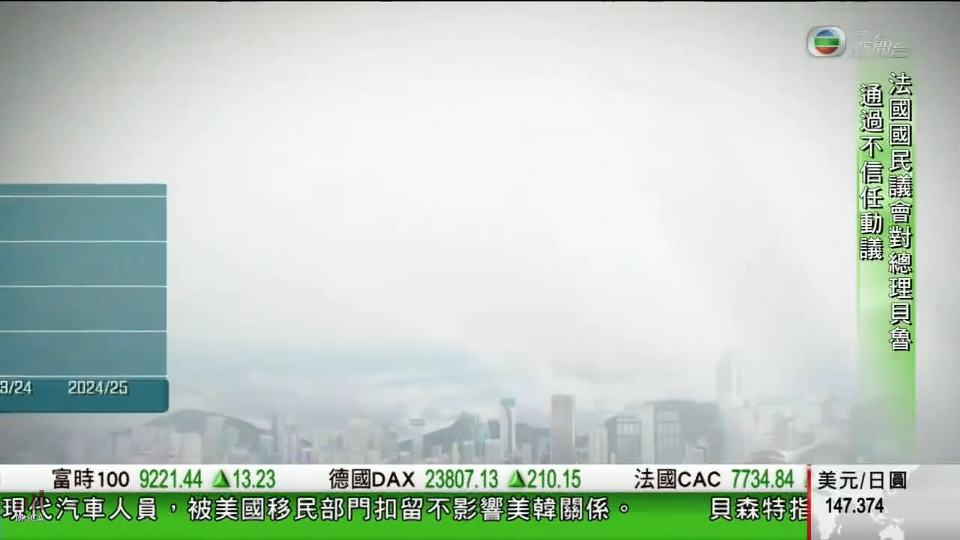 新聞台
法國國民議會對總理貝魯
通過不信任動議
3/24
2024/25
富時100 9221.44 ▲13.23 德國DAX 23807.13 ▲210.15 法國CAC 7734.84
美元/日圓
147.374
現代汽車人員，被美國移民部門扣留不影響美韓關係。 貝森特指